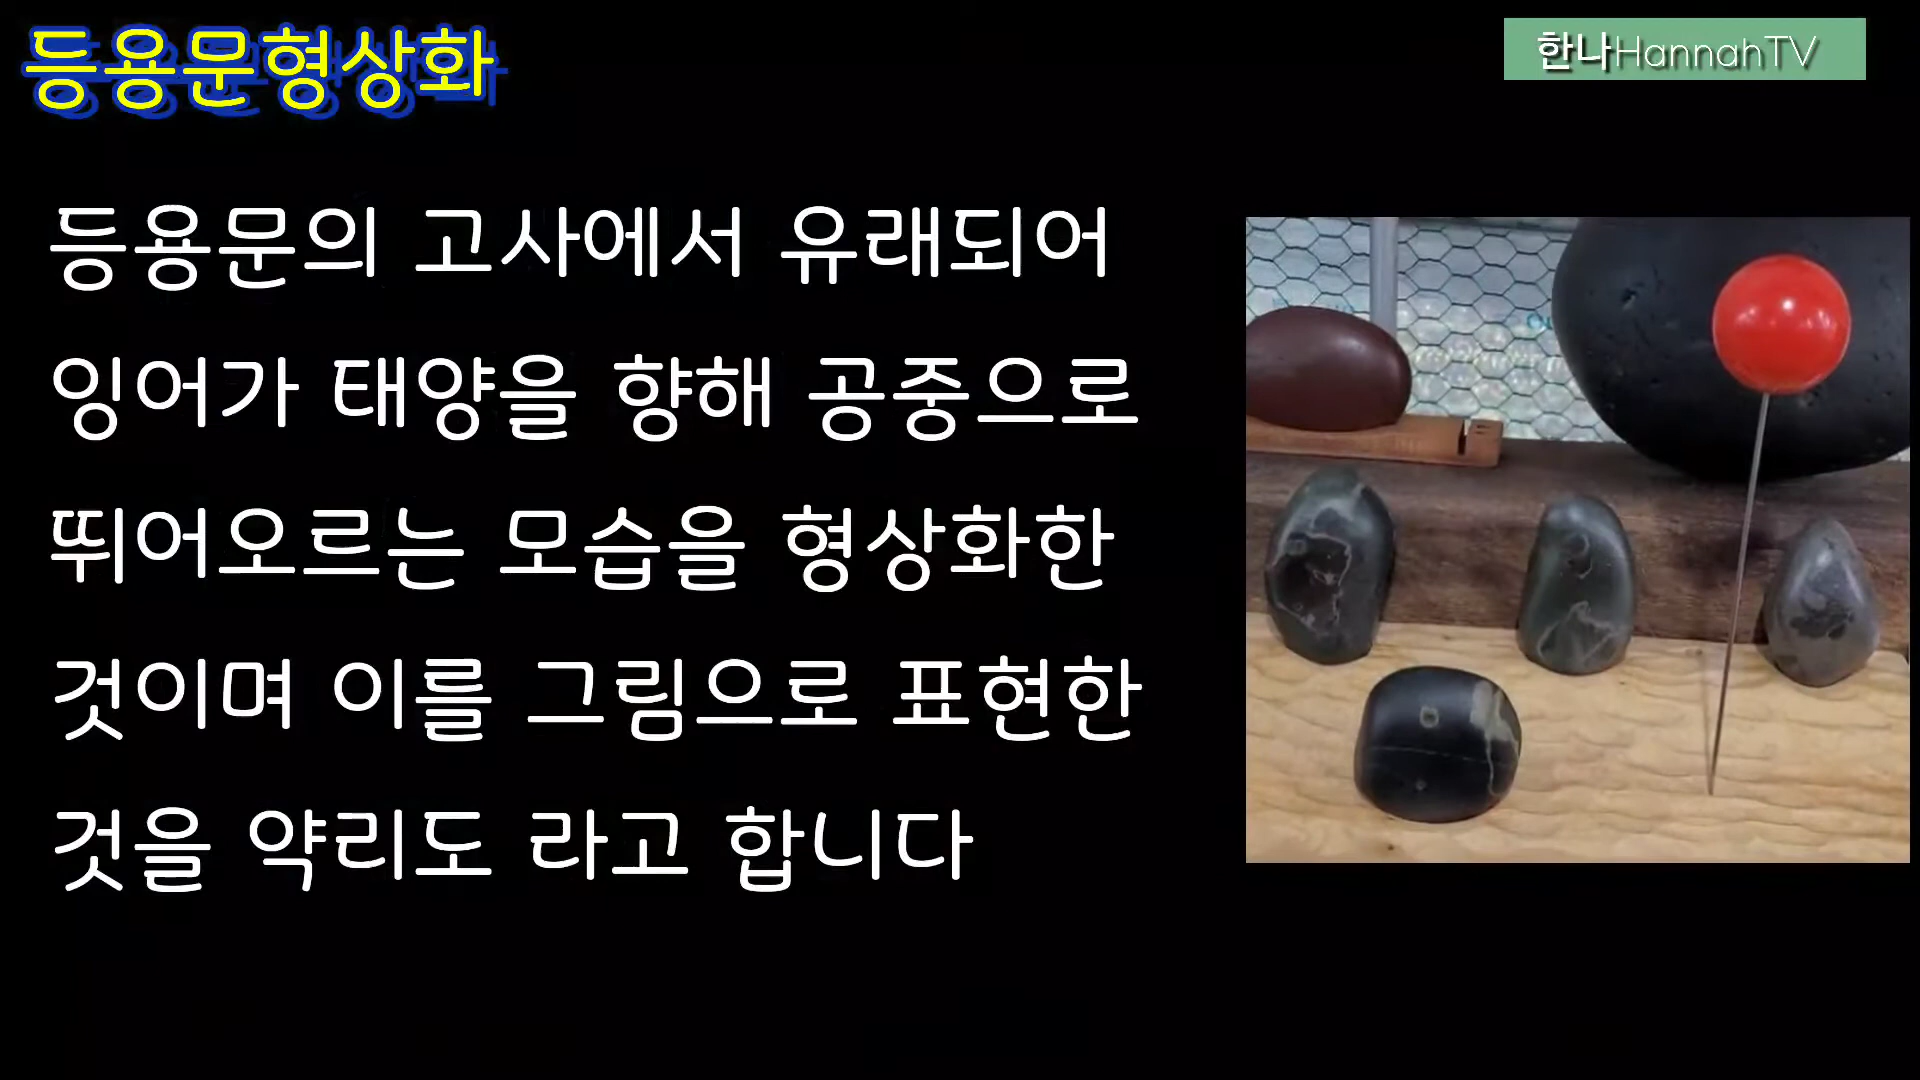 등용문형상화
한나HannahTV
등용문의 고사에서 유래되어
잉어가 태양을 향해 공중으로
뛰어오르는 모습을 형상화한
것이며 이를 그림으로 표현한
것을 약리도 라고 합니다